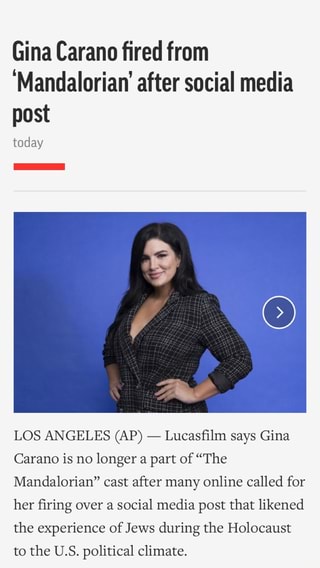 Gina Carano fired from
‘Mandalorian’ after social media
post
today
LOS ANGELES (AP) — Lucasfilm says Gina
Carano is no longer a part of “The
Mandalorian” cast after many online called for
her firing over a social media post that likened
the experience of Jews during the Holocaust
to the U.S. political climate.